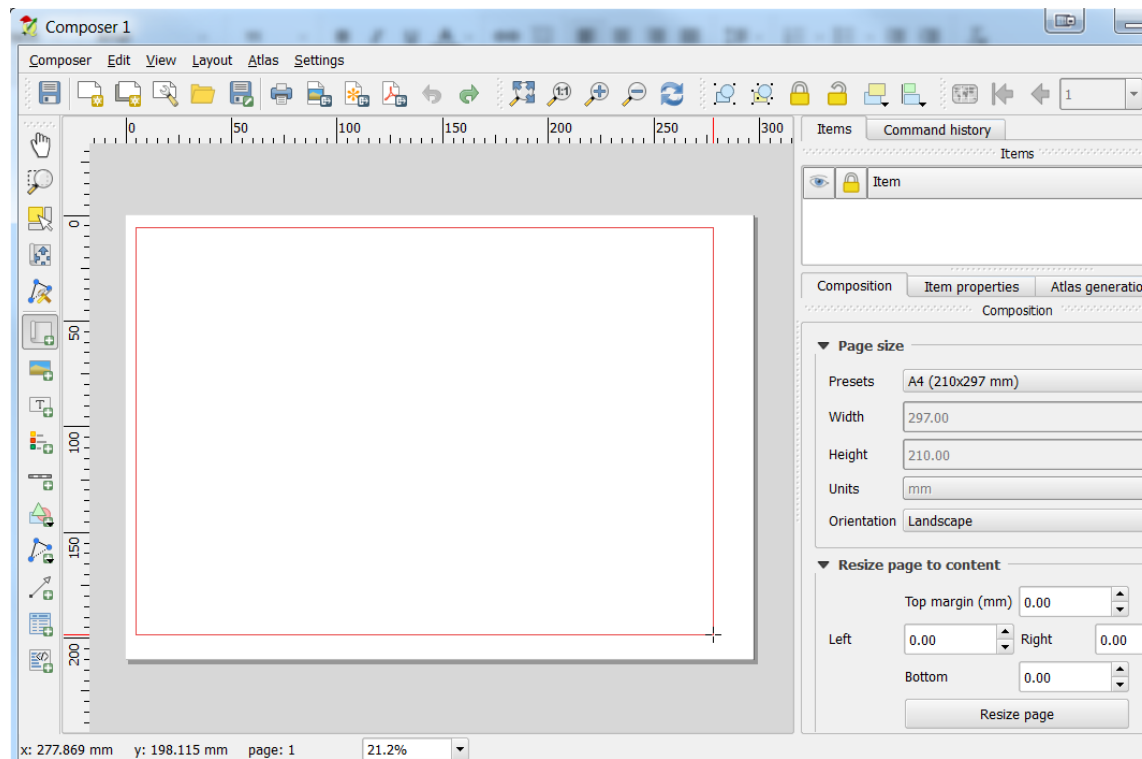 Composer 1
Composer Edit View Layout Atlas Settings
1:1 1
0 50 100 150 200 250 300
Items Command history
Items
Item
0
50
100
150
200
T
Composition Item properties Atlas generatio
Composition
Page size
Presets A4 (210x297 mm)
Width 297.00
Height 210.00
Units mm
Orientation Landscape
Resize page to content
Top margin (mm) 0.00
Left 0.00 Right 0.00
Bottom 0.00
Resize page
x: 277.869 mm y: 198.115 mm page: 1 21.2%